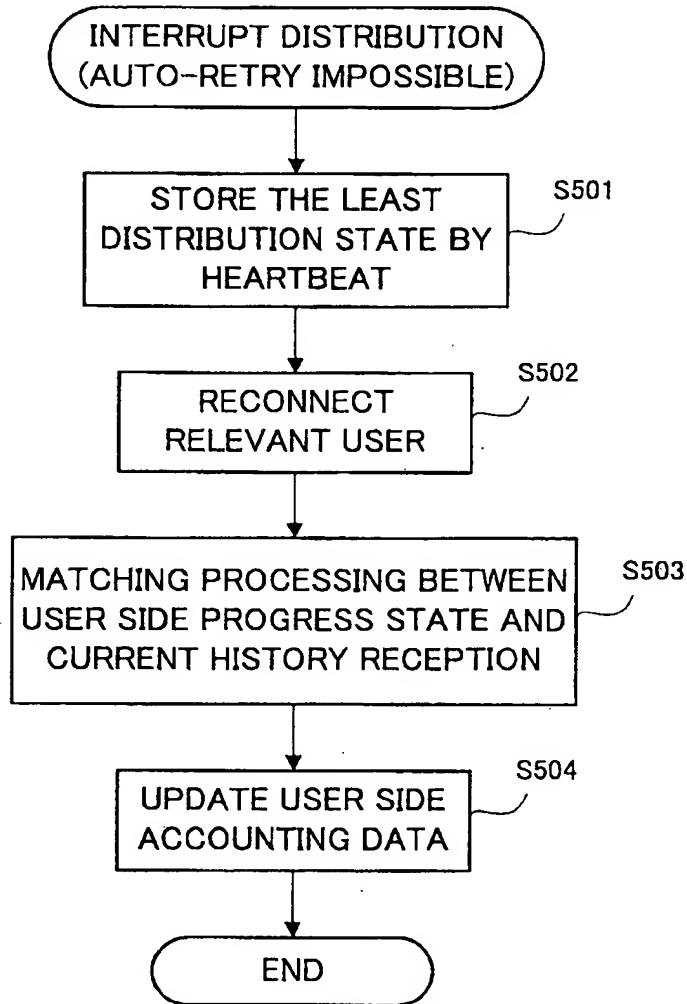 INTERRUPT DISTRIBUTION
(AUTO-RETRY IMPOSSIBLE)
S501
STORE THE LEAST
DISTRIBUTION STATE BY
HEARTBEAT
S502
RECONNECT
RELEVANT USER
S503
MATCHING PROCESSING BETWEEN
USER SIDE PROGRESS STATE AND
CURRENT HISTORY RECEPTION
S504
UPDATE USER SIDE
ACCOUNTING DATA
END